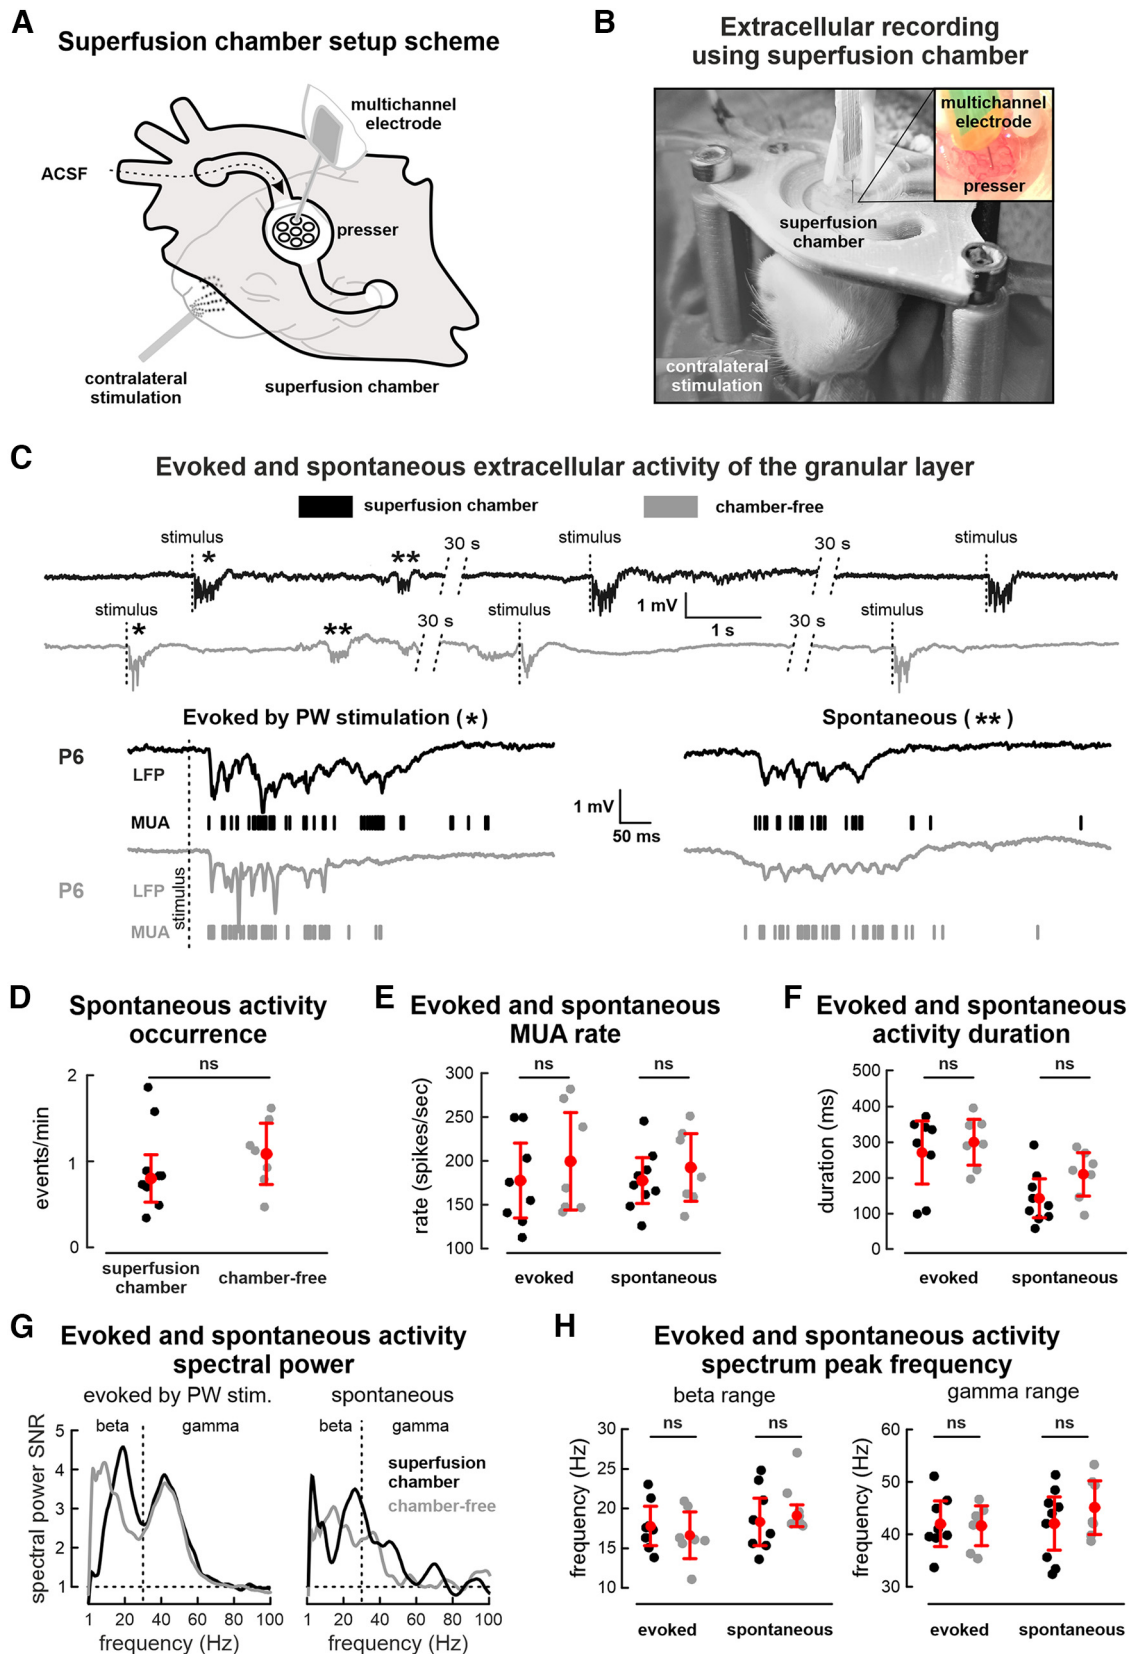 A
Superfusion chamber setup scheme
multichannel
electrode
ACSF
presser
contralateral
stimulation
superfusion chamber
B
Extracellular recording
using superfusion chamber
multichannel
electrode
presser
superfusion
chamber
contralateral
stimulation
C
Evoked and spontaneous extracellular activity of the granular layer
superfusion chamber
chamber-free
stimulus
*
**
30 s
stimulus
30 s
stimulus
1 mV
1 s
stimulus
*
**
30 s
stimulus
30 s
stimulus
Evoked by PW stimulation (*)
Spontaneous (**)
P6
LFP
MUA
1 mV
50 ms
P6
LFP
MUA
stimulus
D
Spontaneous activity
occurrence
ns
2
1
0
events/min
superfusion
chamber
chamber-free
E
Evoked and spontaneous
MUA rate
ns
ns
300
250
200
150
100
rate (spikes/sec)
evoked
spontaneous
F
Evoked and spontaneous
activity duration
ns
ns
500
400
300
200
100
0
duration (ms)
evoked
spontaneous
G
Evoked and spontaneous activity
spectral power
evoked by PW stim.
spontaneous
beta
gamma
beta
gamma
5
4
3
2
1
spectral power SNR
superfusion
chamber
chamber-free
1 20 40 60 80 100
1 20 40 60 80 100
frequency (Hz)
frequency (Hz)
H
Evoked and spontaneous activity
spectrum peak frequency
beta range
gamma range
ns
ns
30
25
20
15
10
frequency (Hz)
evoked
spontaneous
ns
ns
60
50
40
30
frequency (Hz)
evoked
spontaneous